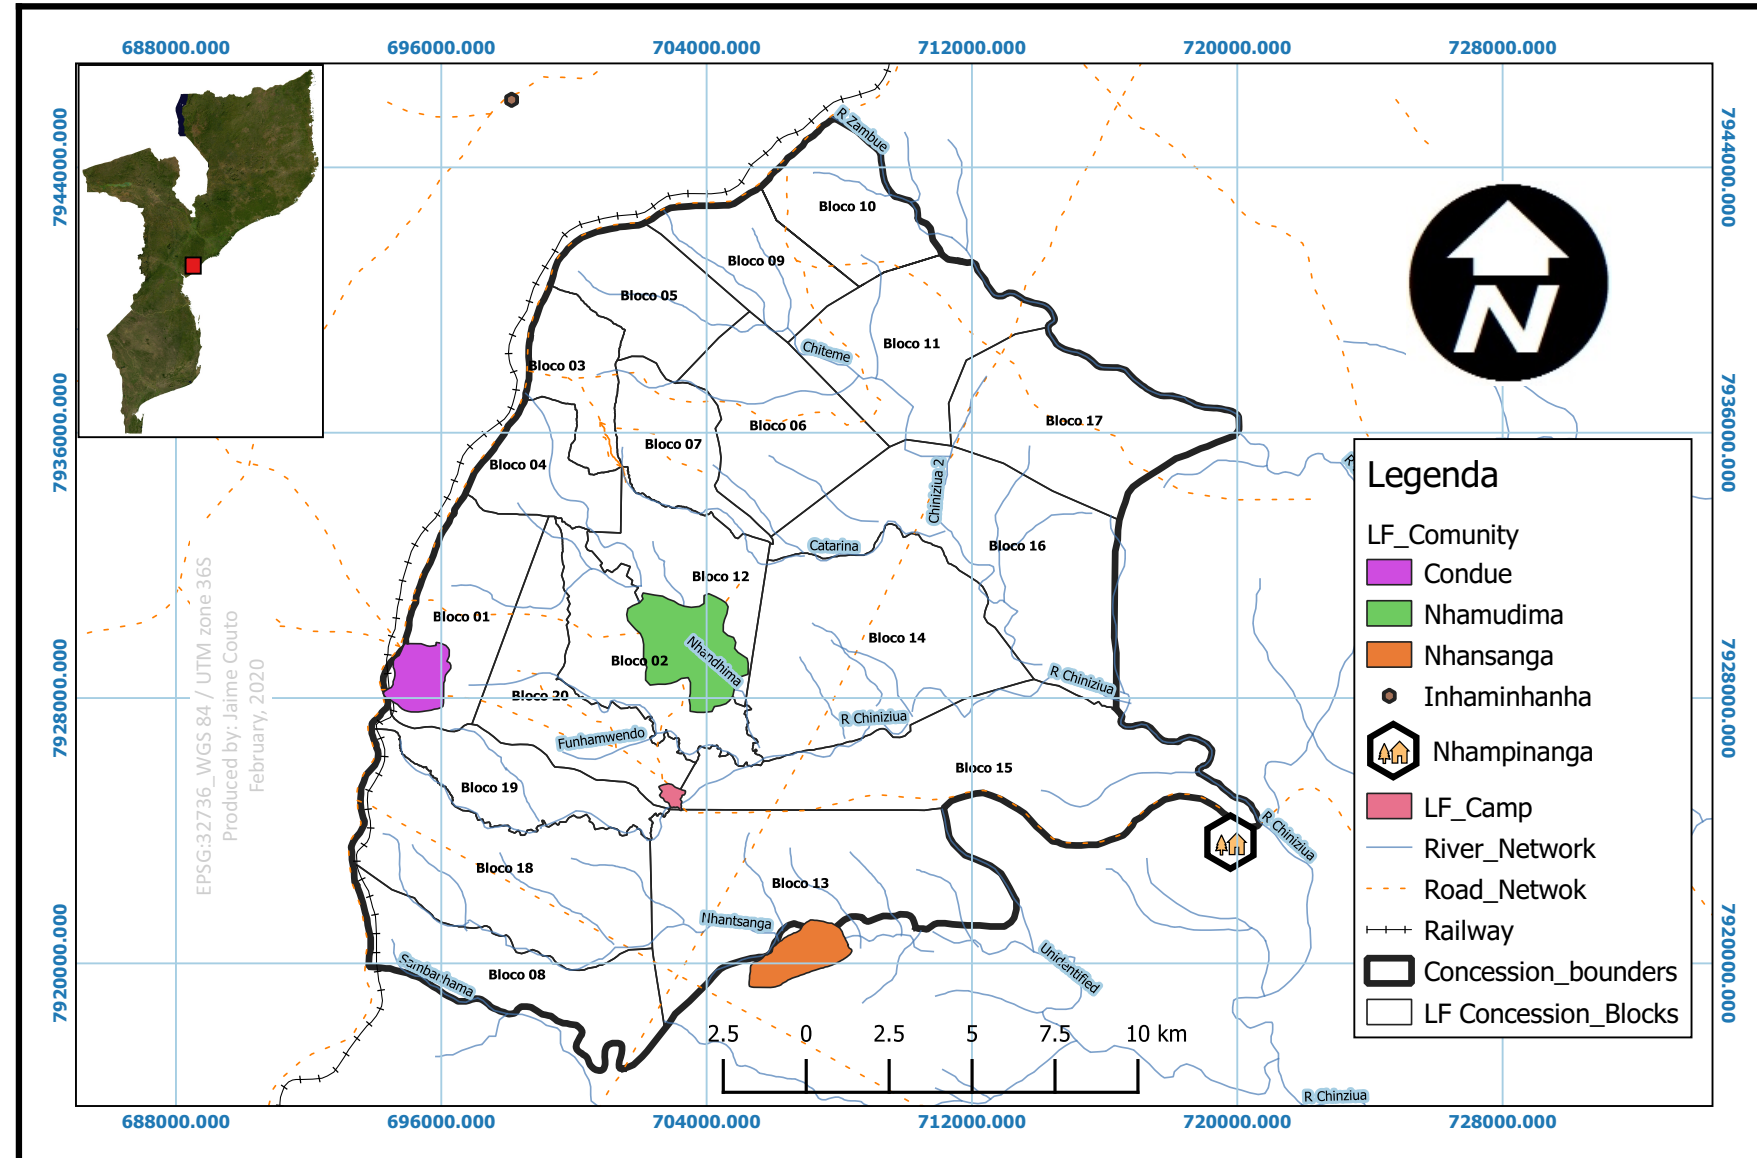 688000.000 696000.000 704000.000 712000.000 720000.000 728000.000
7944000.000
7944000.000
7936000.000
7936000.000
7928000.000
7928000.000
7920000.000
7920000.000
R Zambue
Bloco 10
Bloco 09
Bloco 05
Bloco 11
Chiteme
Bloco 03
Bloco 17
Bloco 06
Bloco 07
Bloco 04
Chiniziua 2
Catarina
Bloco 16
Bloco 12
Bloco 01
Bloco 14
Nhandhima
Bloco 02
R Chiniziua
Bloco 20
R Chiniziua
Funhamwendo
Bloco 15
Bloco 19
R Chiniziua
Bloco 18
Bloco 13
Nhantsanga
Unidentified
Sambanhama
Bloco 08
R Chinziua
N
EPSG:32736_WGS 84 / UTM zone 36S
Produced by: Jaime Couto
February, 2020
Legenda
LF_Comunity
Condue
Nhamudima
Nhansanga
Inhaminhanha
Nhampinanga
LF_Camp
River_Network
Road_Netwok
Railway
Concession_bounders
LF Concession_Blocks
2.5 0 2.5 5 7.5 10 km
688000.000 696000.000 704000.000 712000.000 720000.000 728000.000